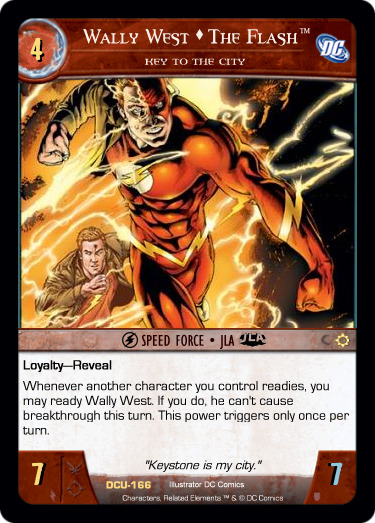 4
Wally West ♦ The Flash™
DC
KEY TO THE CITY
SPEED FORCE • JLA JLA
Loyalty—Reveal
Whenever another character you control readies, you
may ready Wally West. If you do, he can't cause
breakthrough this turn. This power triggers only once per
turn.
"Keystone is my city."
7
DCU-166 Illustrator DC Comics
7
Characters, Related Elements ™ & © DC Comics